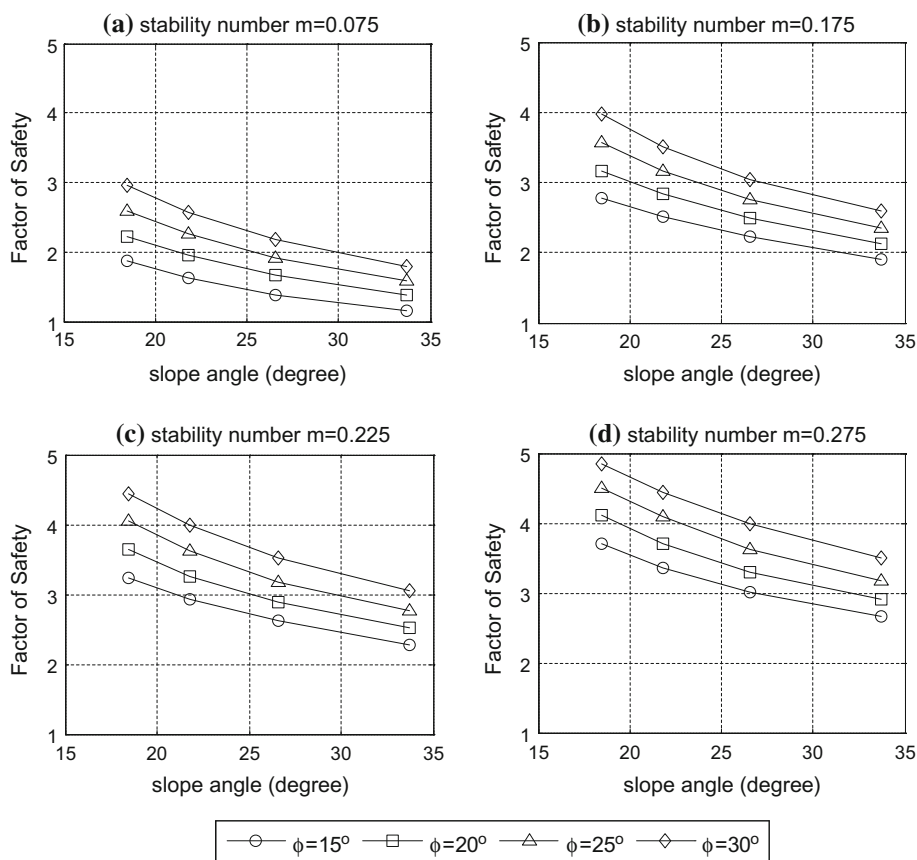 (a) stability number m=0.075
5
4
3
2
1
Factor of Safety
15 20 25 30 35
slope angle (degree)
(b) stability number m=0.175
5
4
3
2
1
Factor of Safety
15 20 25 30 35
slope angle (degree)
(c) stability number m=0.225
5
4
3
2
1
Factor of Safety
15 20 25 30 35
slope angle (degree)
(d) stability number m=0.275
5
4
3
2
1
Factor of Safety
15 20 25 30 35
slope angle (degree)
ϕ=15º ϕ=20º ϕ=25º ϕ=30º